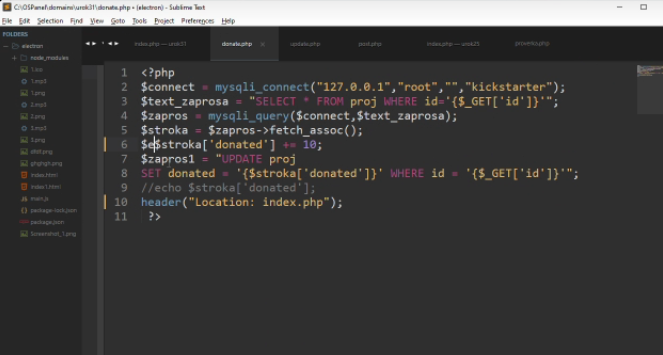 C:\OSPanel\domains\urok31\donate.php • (electron) - Sublime Text
File Edit Selection Find View Goto Tools Project Preferences Help
FOLDERS
electron
node_modules
1.ico
1.mp3
1.png
2.mp3
2.png
3.mp3
3.png
ghghgh.png
index.html
index1.html
main.js
package-lock.json
package.json
Screenshot_1.png
index.php — urok31 donate.php update.php post.php index.php — urok25 proverka.php
1 <?php
2 $connect = mysqli_connect("127.0.0.1","root","","kickstarter");
3 $text_zaprosa = "SELECT * FROM proj WHERE id='{$_GET['id']}'";
4 $zapros = mysqli_query($connect,$text_zaprosa);
5 $stroka = $zapros->fetch_assoc();
6 $e$stroka['donated'] += 10;
7 $zapros1 = "UPDATE proj
8 SET donated = '{$stroka['donated']}' WHERE id = '{$_GET['id']}'";
9 //echo $stroka['donated'];
10 header("Location: index.php");
11 ?>